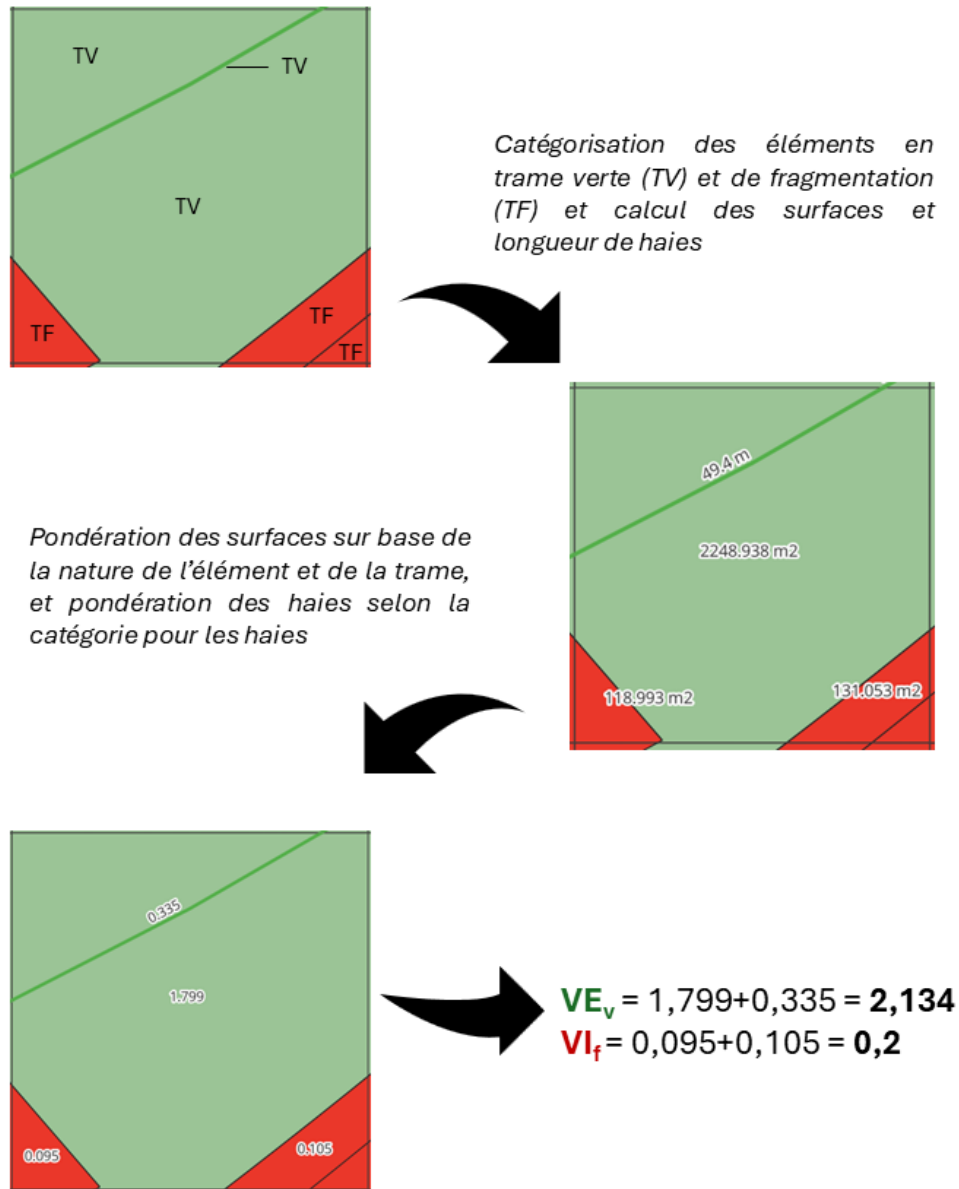 TV
TV
TV
TF
TF
TF
Catégorisation des éléments en
trame verte (TV) et de fragmentation
(TF) et calcul des surfaces et
longueur de haies
49.4 m
2248.938 m2
118.993 m2
131.053 m2
Pondération des surfaces sur base de
la nature de l'élément et de la trame,
et pondération des haies selon la
catégorie pour les haies
0.335
1.799
0.095
0.105
VEv = 1,799+0,335 = 2,134
VIf = 0,095+0,105 = 0,2